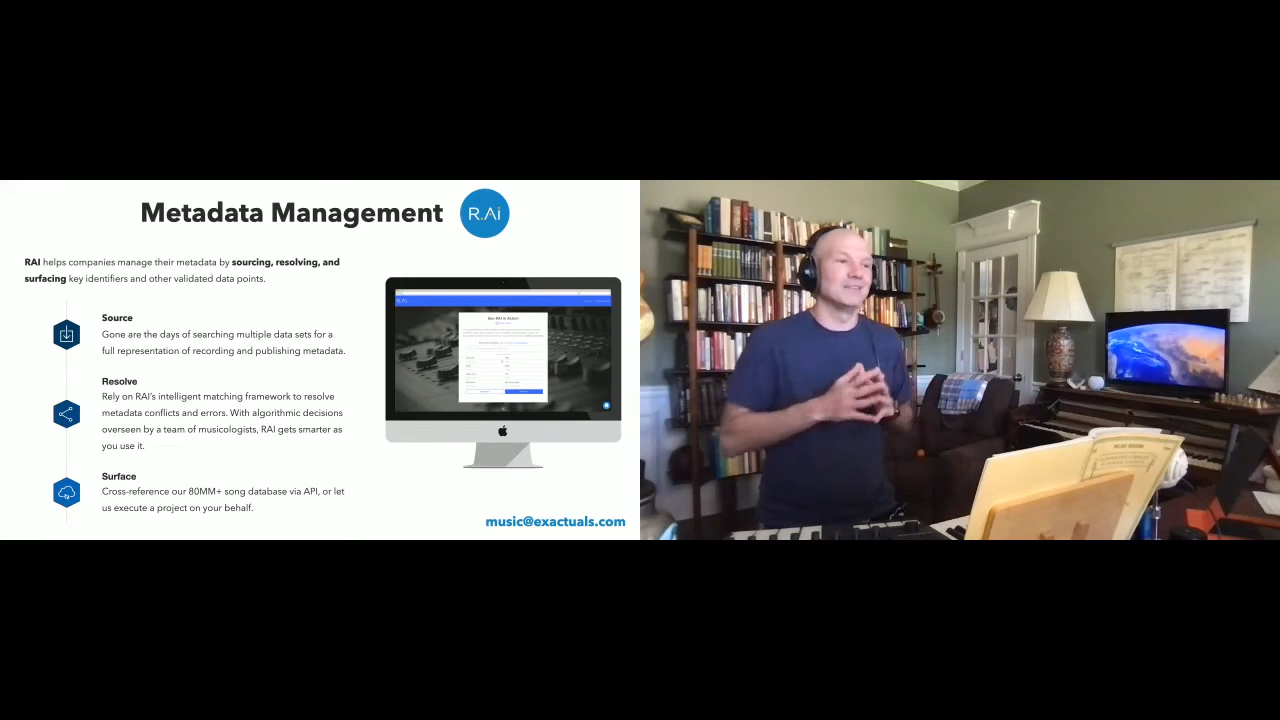 Metadata Management
R.Ai
RAI helps companies manage their metadata by sourcing, resolving, and
surfacing key identifiers and other validated data points.
Source
Gone are the days of searching multiple data sets for a
full representation of recording and publishing metadata.
Resolve
Rely on RAI's intelligent matching framework to resolve
metadata conflicts and errors. With algorithmic decisions
overseen by a team of musicologists, RAI gets smarter as
you use it.
Surface
Cross-reference our 80MM+ song database via API, or let
us execute a project on your behalf.
R.Ai
See RAI in Action
music@exactuals.com